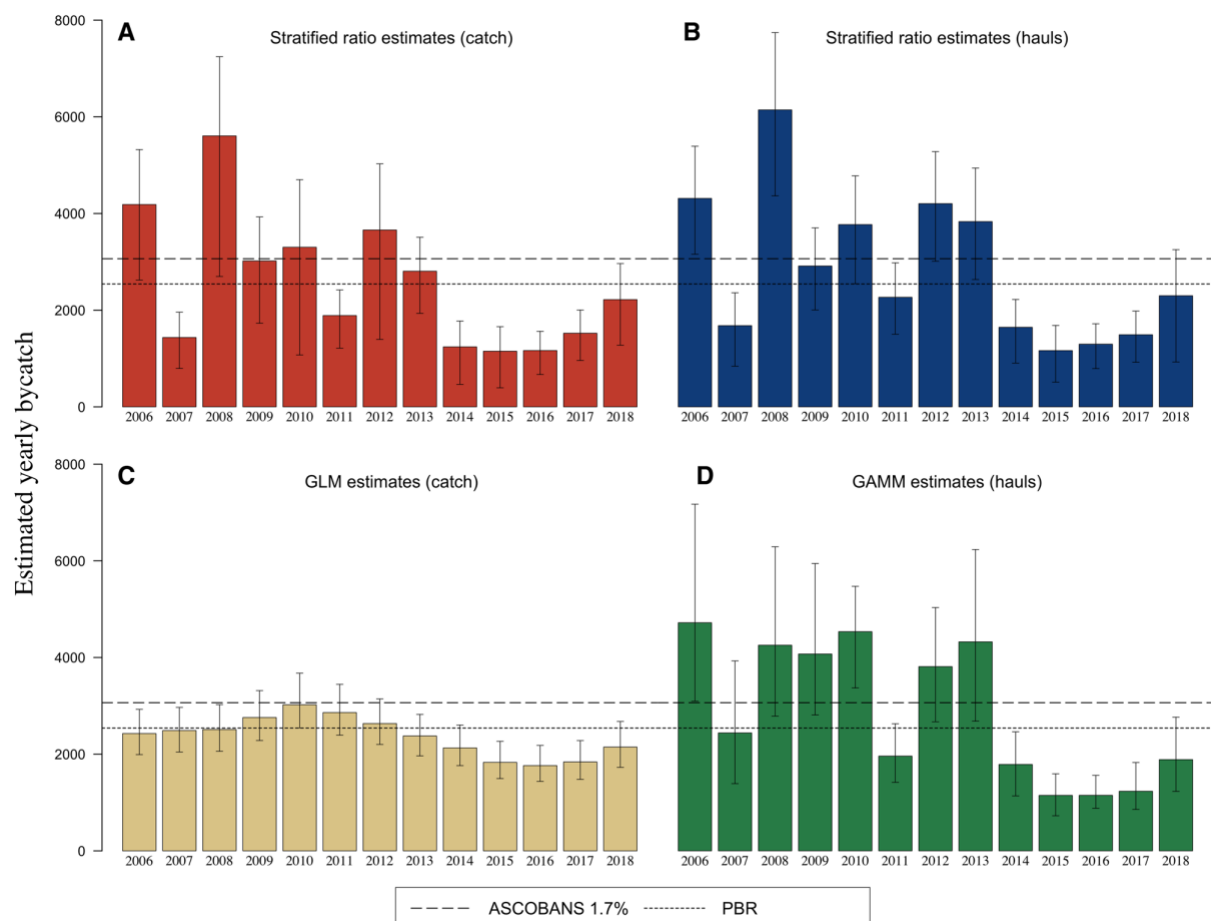 Estimated yearly bycatch
A
Stratified ratio estimates (catch)
8000
6000
4000
2000
0
2006 2007 2008 2009 2010 2011 2012 2013 2014 2015 2016 2017 2018
B
Stratified ratio estimates (hauls)
2006 2007 2008 2009 2010 2011 2012 2013 2014 2015 2016 2017 2018
C
GLM estimates (catch)
8000
6000
4000
2000
0
2006 2007 2008 2009 2010 2011 2012 2013 2014 2015 2016 2017 2018
D
GAMM estimates (hauls)
2006 2007 2008 2009 2010 2011 2012 2013 2014 2015 2016 2017 2018
ASCOBANS 1.7% PBR